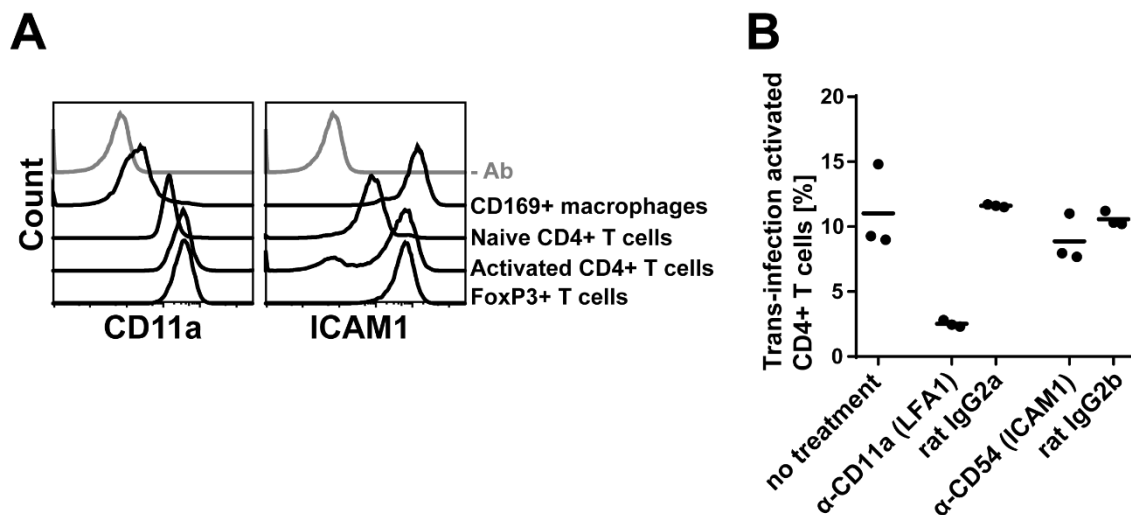 A
Count
- Ab
CD169+ macrophages
Naive CD4+ T cells
Activated CD4+ T cells
FoxP3+ T cells
CD11a
ICAM1
B
Trans-infection activated
CD4+ T cells [%]
20
15
10
5
0
no treatment
α-CD11a (LFA1)
rat IgG2a
α-CD54 (ICAM1)
rat IgG2b